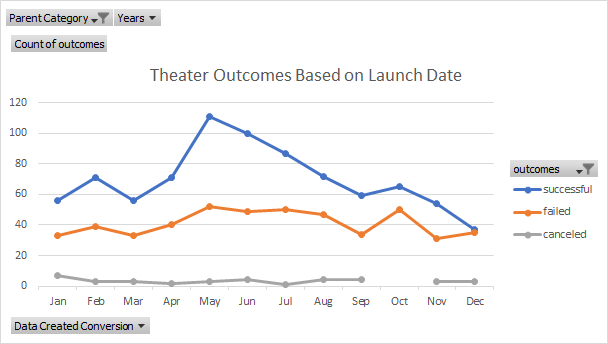 Parent Category Years
Count of outcomes
Theater Outcomes Based on Launch Date
120
100
80
60
40
20
0
Jan Feb Mar Apr May Jun Jul Aug Sep Oct Nov Dec
outcomes
successful
failed
canceled
Data Created Conversion